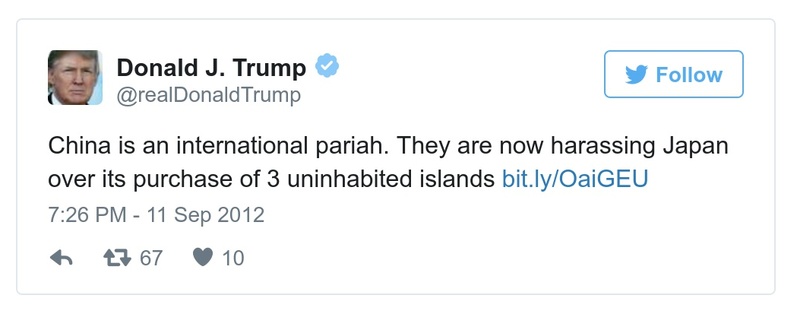 Donald J. Trump
@realDonaldTrump
Follow
China is an international pariah. They are now harassing Japan
over its purchase of 3 uninhabited islands bit.ly/OaiGEU
7:26 PM - 11 Sep 2012
67 10